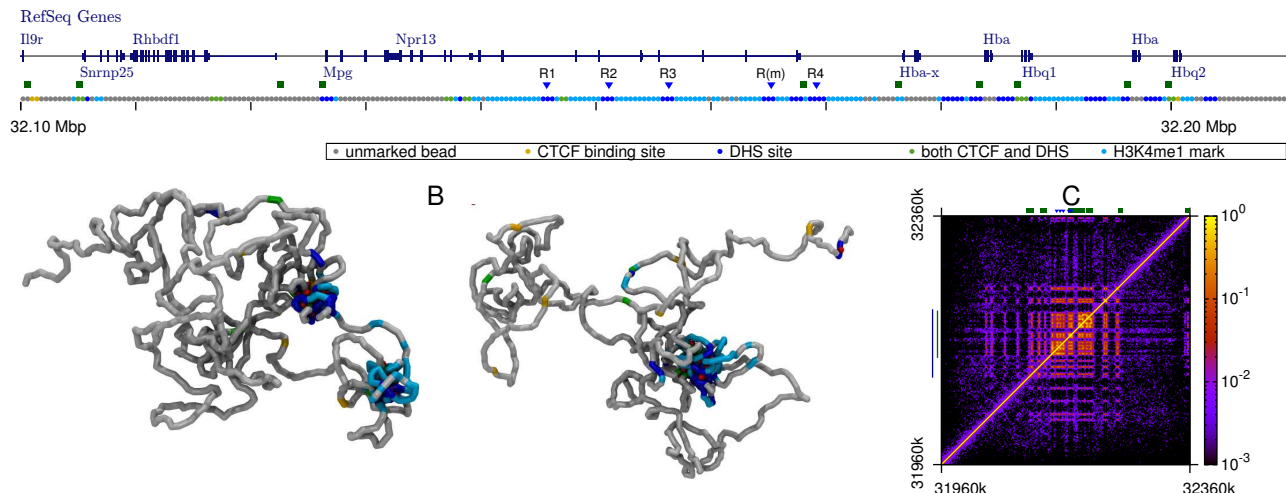 RefSeq Genes
Il9r Rhbdf1 Npr13 Hba Hba
Snrnp25 Mpg R1 R2 R3 R(m) R4 Hba-x Hbq1 Hbq2
32.10 Mbp 32.20 Mbp
unmarked bead CTCF binding site DHS site both CTCF and DHS H3K4me1 mark
B C
32360k 10^0
10^-1
10^-2
31960k 10^-3
31960k 32360k